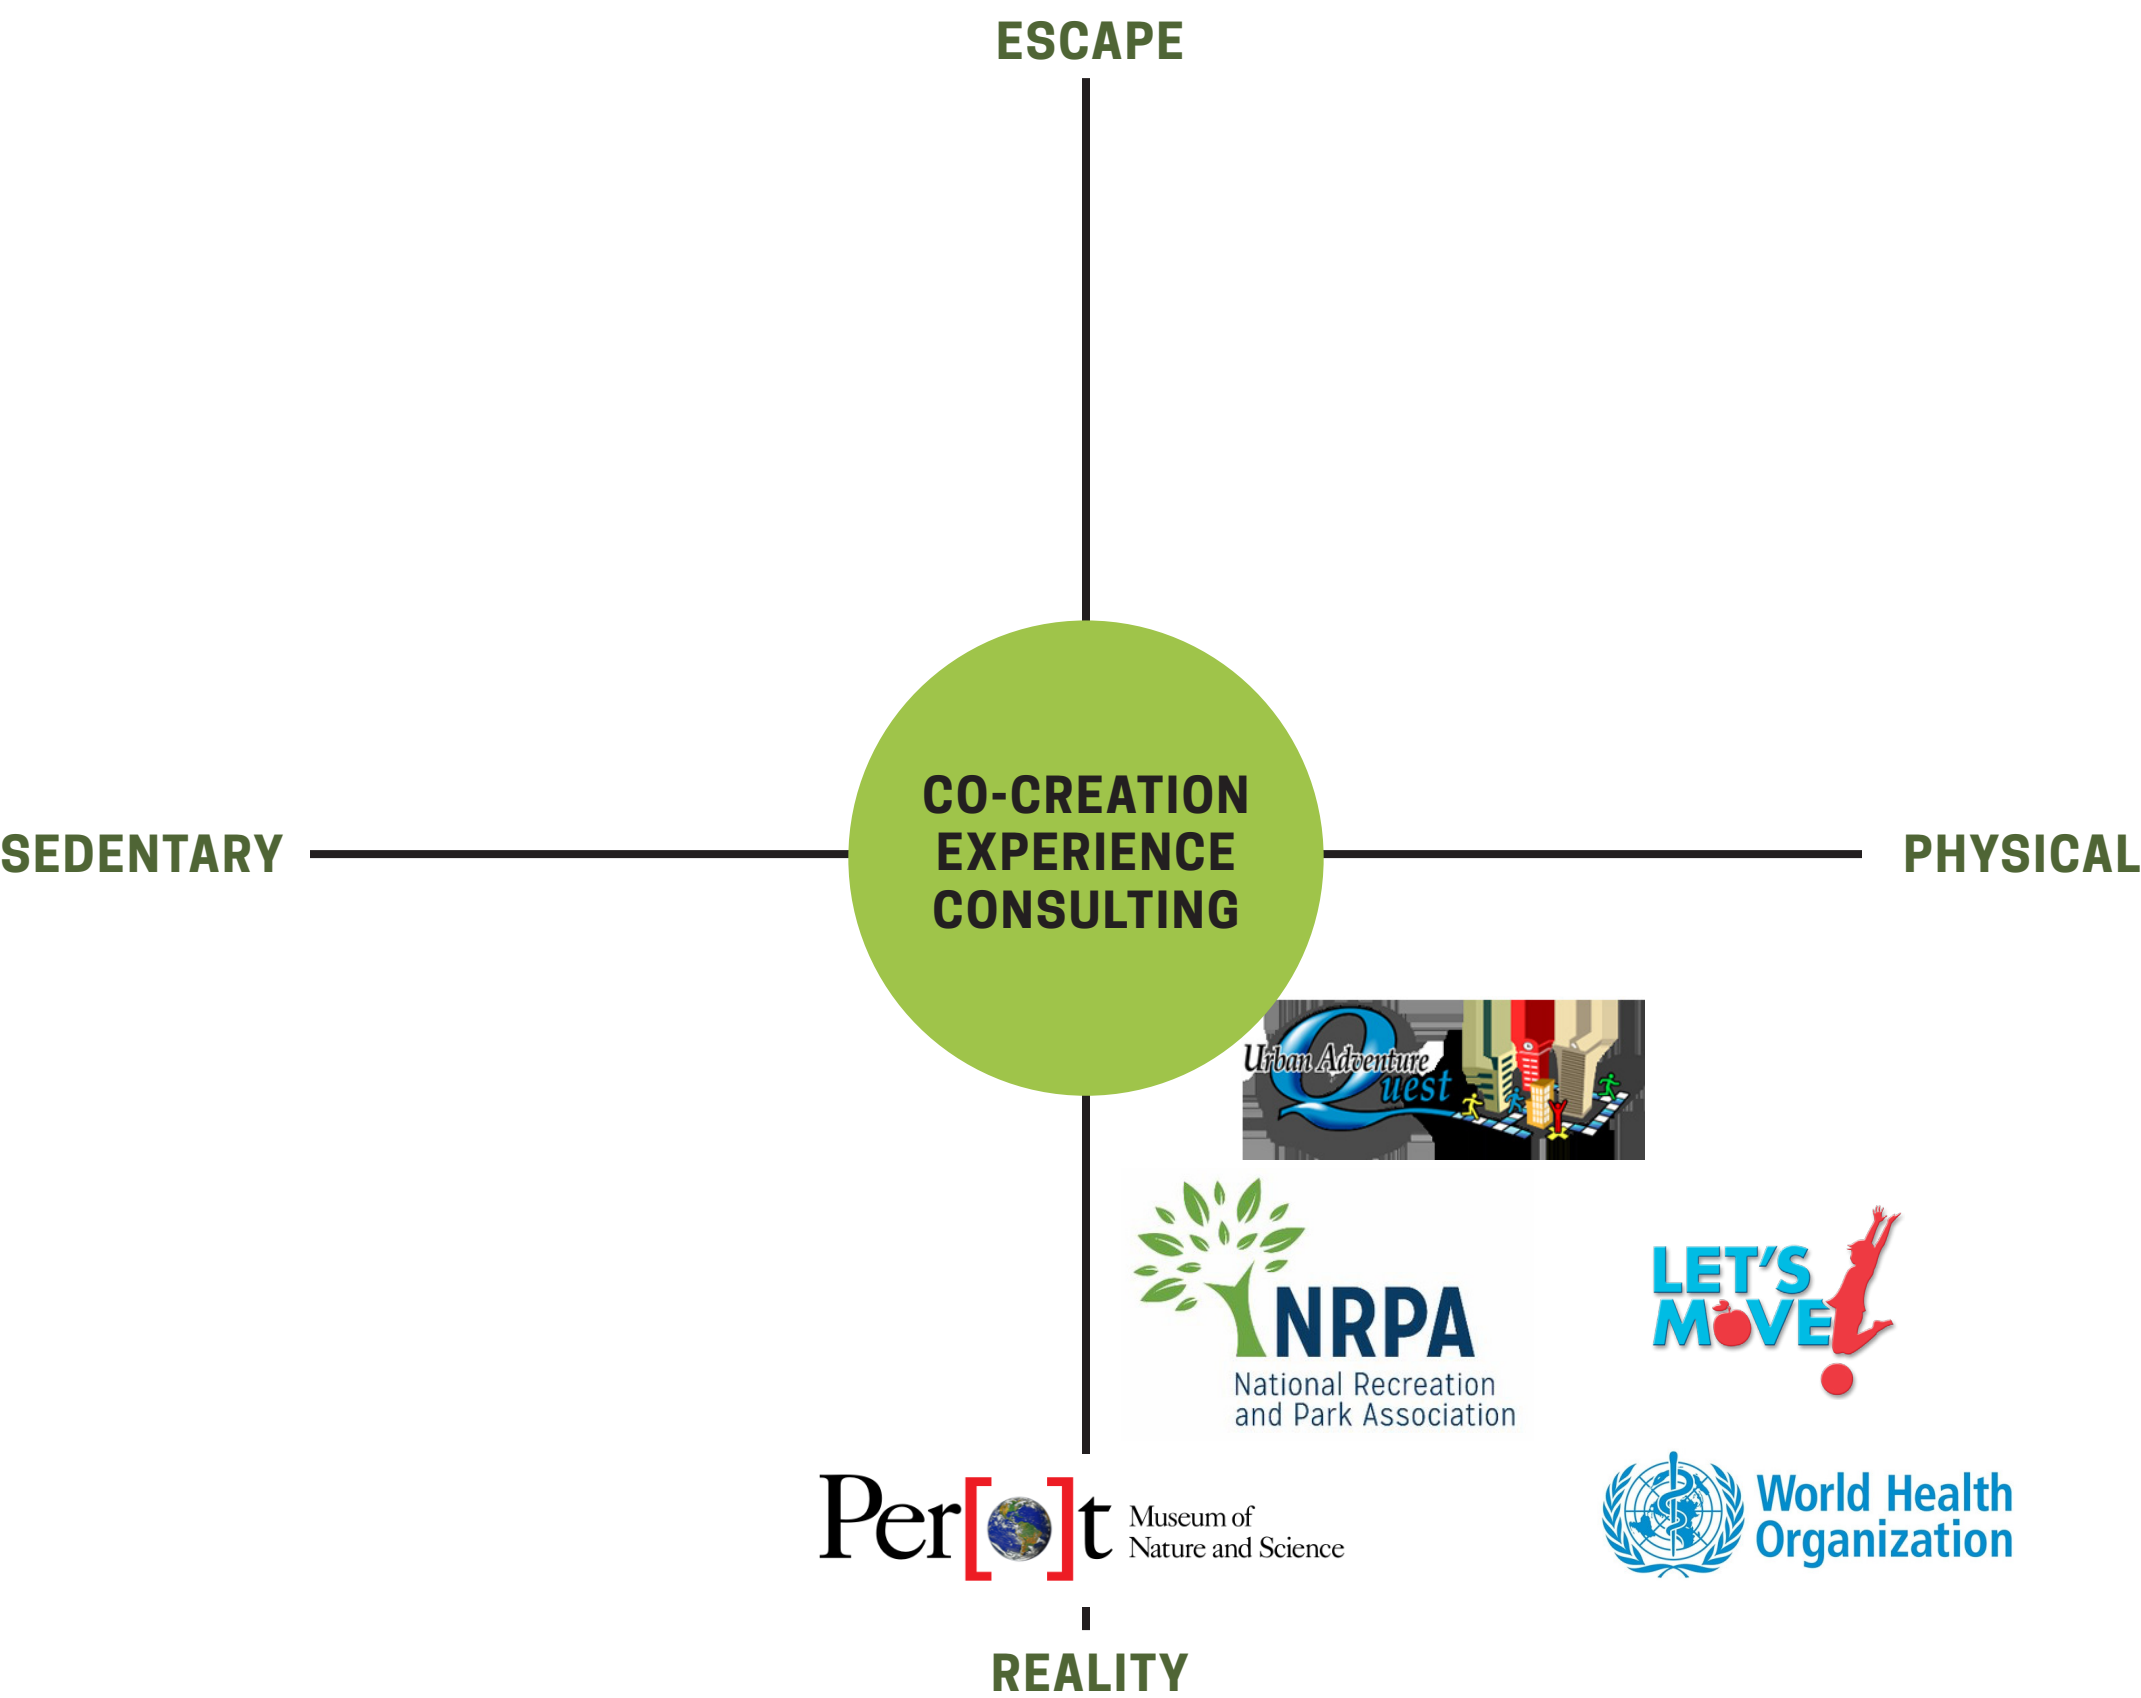 ESCAPE
CO-CREATION
EXPERIENCE
CONSULTING
SEDENTARY
PHYSICAL
Urban Adventure
Quest
NRPA
National Recreation
and Park Association
LET'S
MOVE!
Per[o]t
Museum of
Nature and Science
World Health
Organization
REALITY